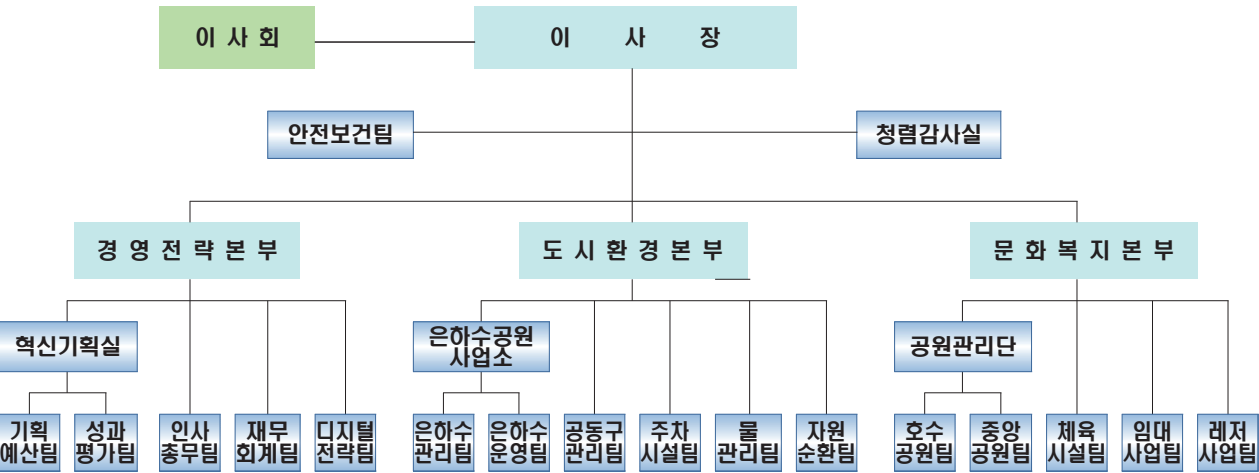 이사회
이 사 장
안전보건팀
청렴감사실
경영전략본부
도시환경본부
문화복지본부
혁신기획실
은하수공원
사업소
공원관리단
기획
예산팀
성과
평가팀
인사
총무팀
재무
회계팀
디지털
전략팀
은하수
관리팀
은하수
운영팀
공동구
관리팀
주차
시설팀
물
관리팀
자원
순환팀
호수
공원팀
중앙
공원팀
체육
시설팀
임대
사업팀
레저
사업팀